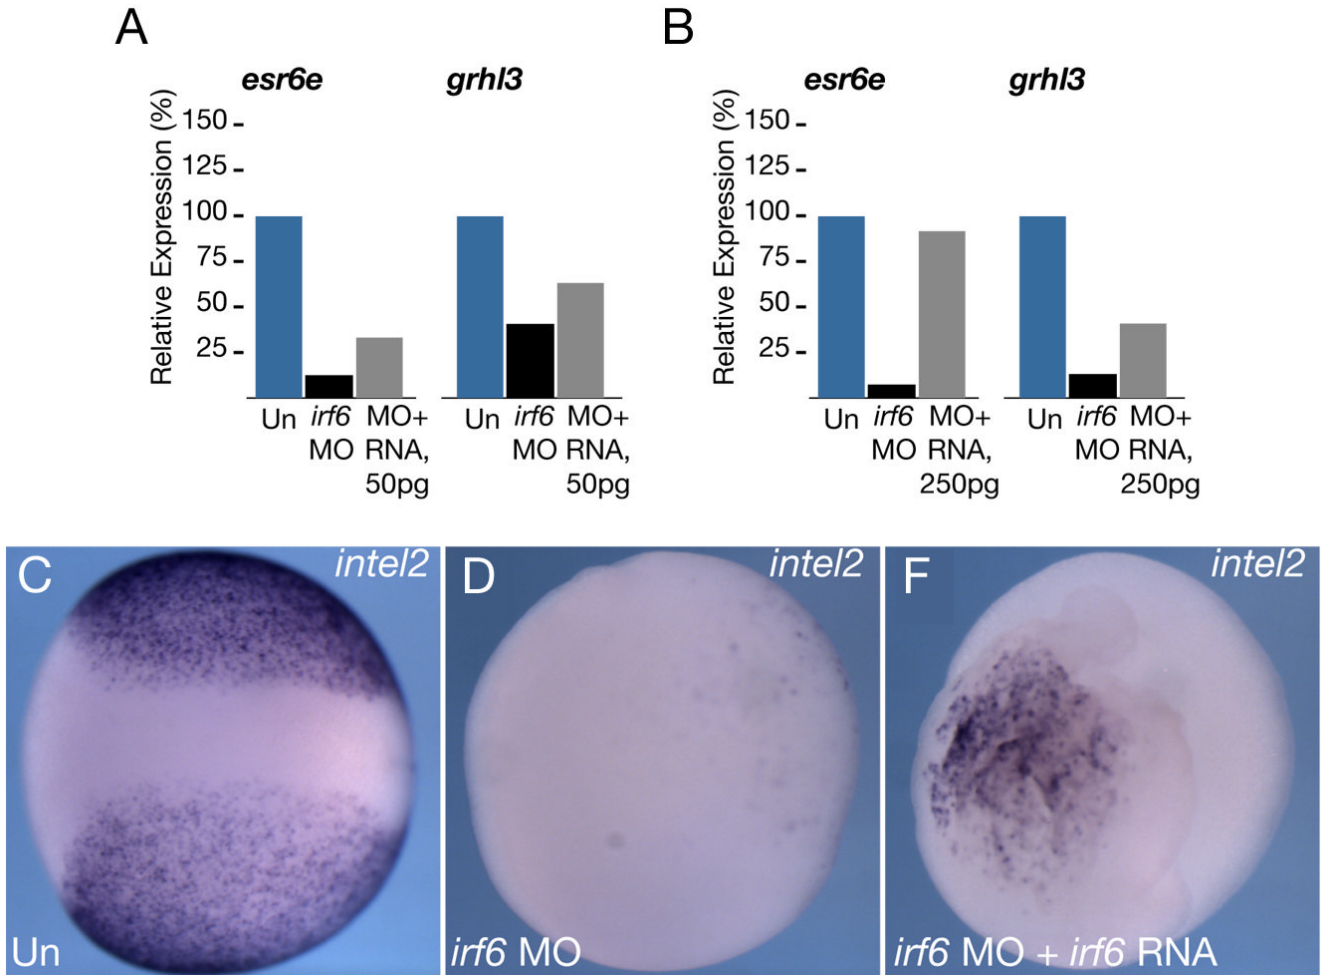 A
B
esr6e
grhl3
esr6e
grhl3
Relative Expression (%)
150
125
100
75
50
25
Relative Expression (%)
150
125
100
75
50
25
Un
irf6
MO
MO+
RNA,
50pg
Un
irf6
MO
MO+
RNA,
50pg
Un
irf6
MO
MO+
RNA,
250pg
Un
irf6
MO
MO+
RNA,
250pg
C
intel2
Un
D
intel2
irf6 MO
F
intel2
irf6 MO + irf6 RNA